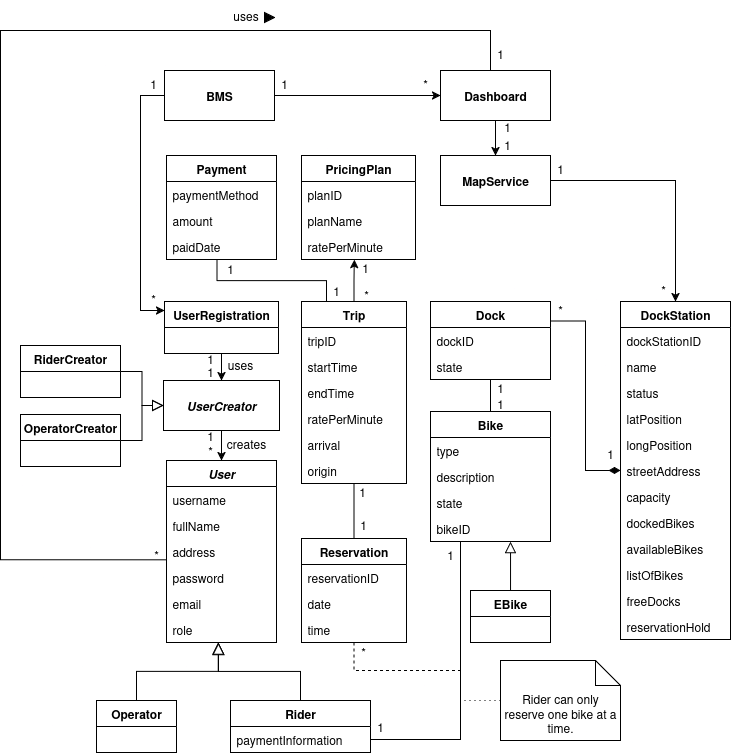 uses ▶
1
1
BMS
1
*
Dashboard
1
1
MapService
1
*
Payment
paymentMethod
amount
paidDate
1
PricingPlan
planID
planName
ratePerMinute
1
*
1
*
UserRegistration
1
1
uses
RiderCreator
OperatorCreator
UserCreator
1
*
creates
User
username
fullName
address
password
email
role
*
Trip
tripID
startTime
endTime
ratePerMinute
arrival
origin
1
1
Reservation
reservationID
date
time
*
Dock
dockID
state
*
1
1
1
Bike
type
description
state
bikeID
1
EBike
DockStation
dockStationID
name
status
latPosition
longPosition
streetAddress
capacity
dockedBikes
availableBikes
listOfBikes
freeDocks
reservationHold
Operator
Rider
paymentInformation
1
Rider can only
reserve one bike at a
time.